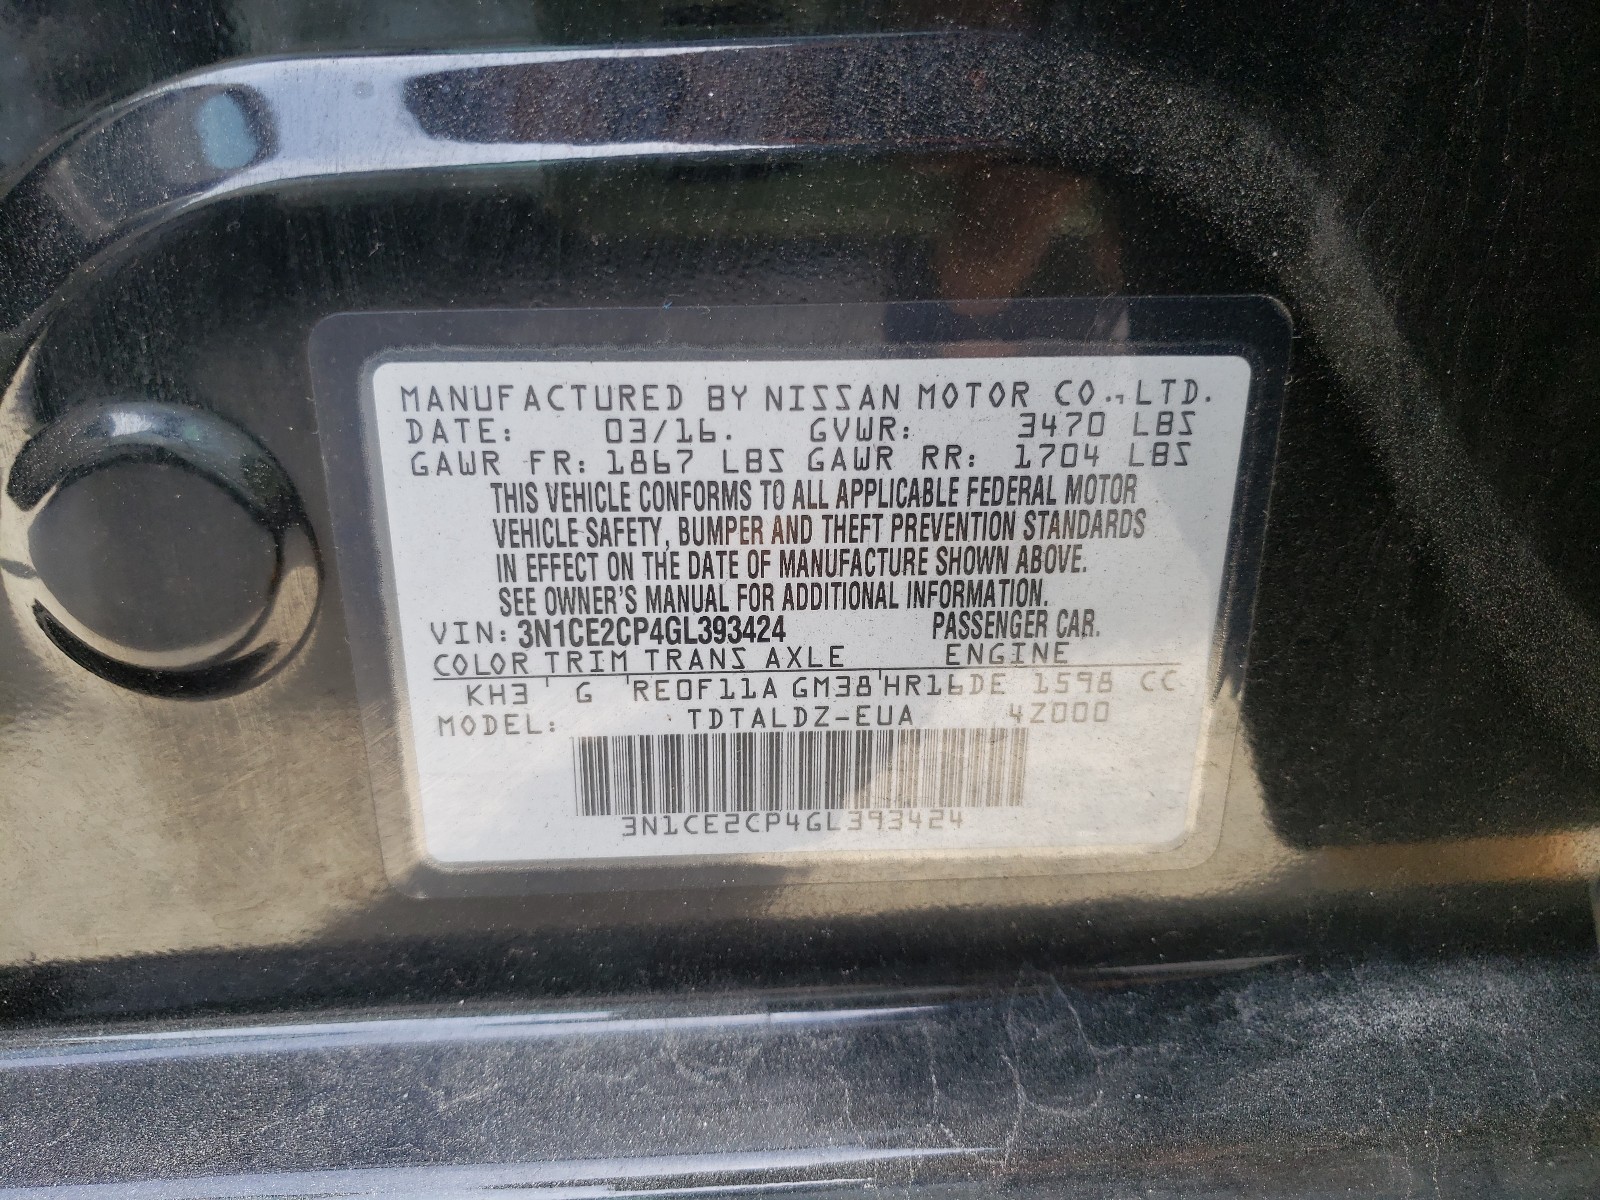 MANUFACTURED BY NISSAN MOTOR CO., LTD.
DATE: 03/16. GVWR: 3470 LBS
GAWR FR: 1867 LBS GAWR RR: 1704 LBS
THIS VEHICLE CONFORMS TO ALL APPLICABLE FEDERAL MOTOR
VEHICLE SAFETY, BUMPER AND THEFT PREVENTION STANDARDS
IN EFFECT ON THE DATE OF MANUFACTURE SHOWN ABOVE.
SEE OWNER'S MANUAL FOR ADDITIONAL INFORMATION.
VIN: 3N1CE2CP4GL393424 PASSENGER CAR.
COLOR TRIM TRANS AXLE ENGINE
KH3 ' G ' RE0F11A GM38 ' HR16DE 1598 CC
MODEL: TDTALDZ-EUA 4Z000
3N1CE2CP4GL393424